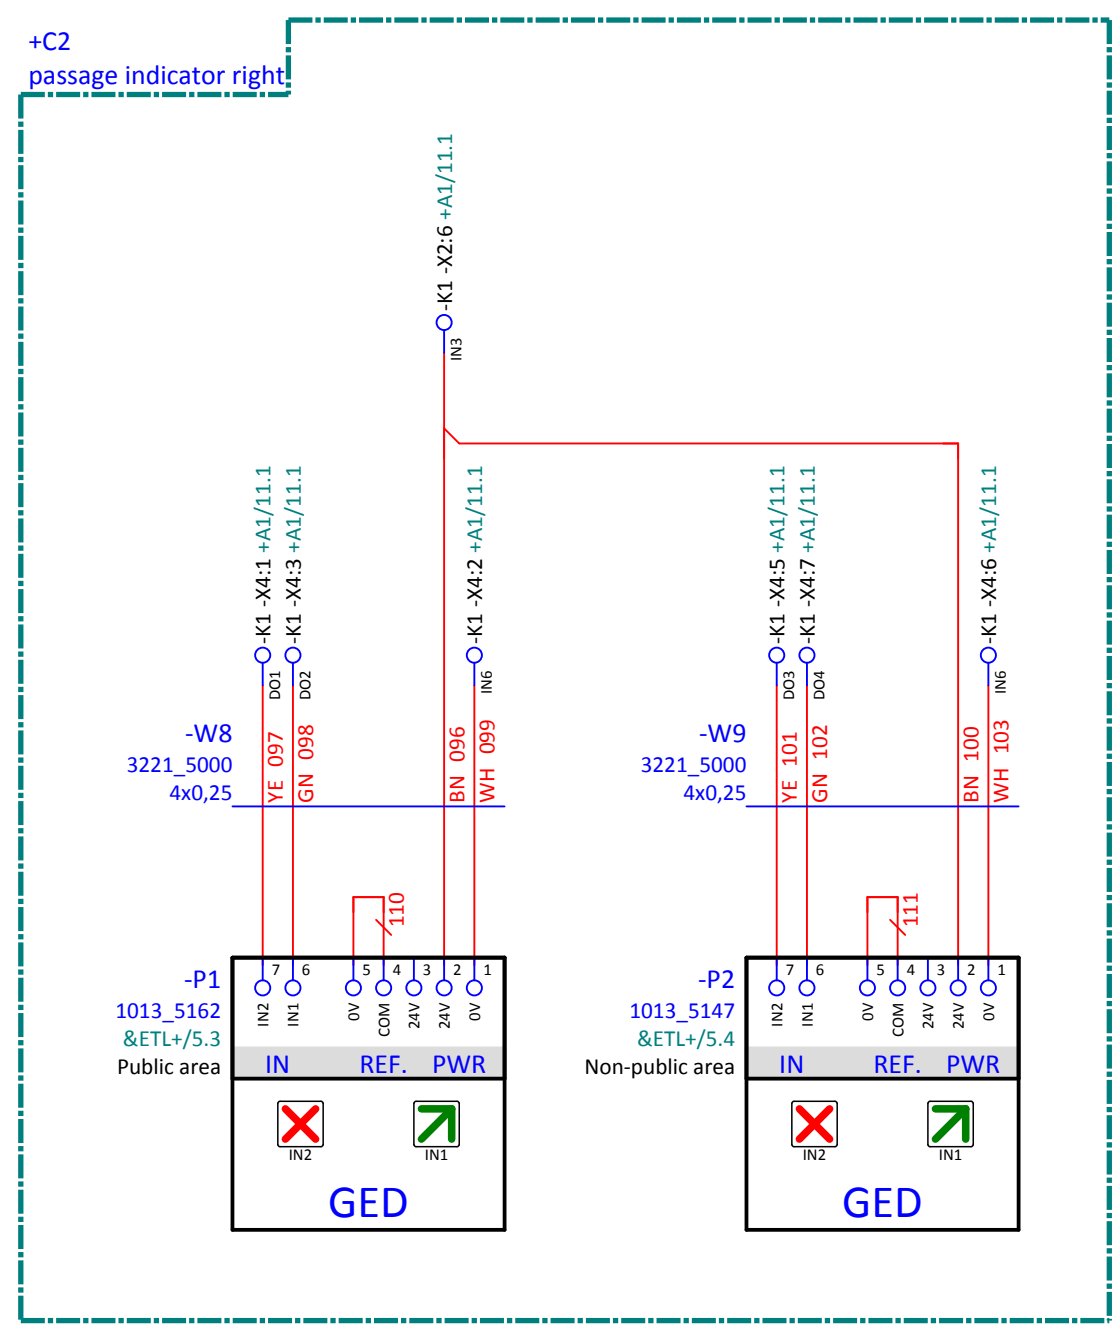 +C2
passage indicator right
-K1 -X2:6 +A1/11.1
IN3
-K1 -X4:1 +A1/11.1
-K1 -X4:3 +A1/11.1
-K1 -X4:2 +A1/11.1
-K1 -X4:5 +A1/11.1
-K1 -X4:7 +A1/11.1
-K1 -X4:6 +A1/11.1
DO1
DO2
IN6
DO3
DO4
IN6
-W8
3221_5000
4x0,25
YE 097
GN 098
BN 096
WH 099
-W9
3221_5000
4x0,25
YE 101
GN 102
BN 100
WH 103
110
111
-P1
1013_5162
&ETL+/5.3
Public area
7 6 5 4 3 2 1
IN2 IN1 0V COM 24V 24V 0V
IN REF. PWR
IN2 IN1
GED
-P2
1013_5147
&ETL+/5.4
Non-public area
7 6 5 4 3 2 1
IN2 IN1 0V COM 24V 24V 0V
IN REF. PWR
IN2 IN1
GED